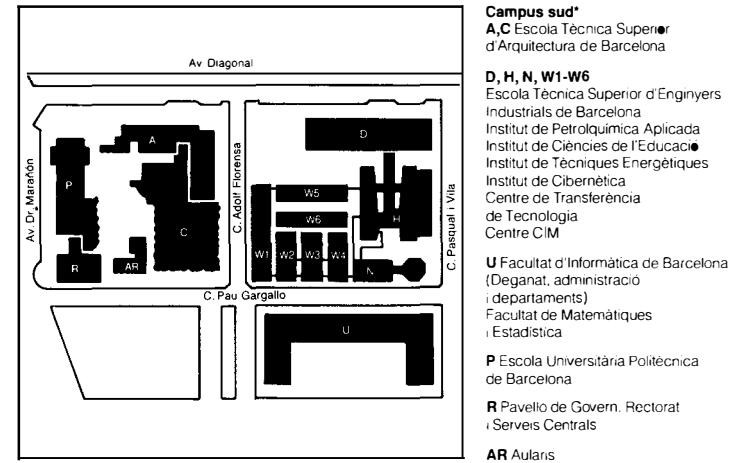 Av. Diagonal
Av. Dr. Marañón
C. Adolf Florensa
C. Pasqual i Vila
C. Pau Gargallo
A
P
C
R
AR
D
W5
W6
H
W1 W2 W3 W4
N
U
Campus sud*
A,C Escola Tècnica Superior
d'Arquitectura de Barcelona
D, H, N, W1-W6
Escola Tècnica Superior d'Enginyers
Industrials de Barcelona
Institut de Petrolquímica Aplicada
Institut de Ciències de l'Educació
Institut de Tècniques Energètiques
Institut de Cibernètica
Centre de Transferència
de Tecnologia
Centre CIM
U Facultat d'Informàtica de Barcelona
(Deganat, administració
i departaments)
Facultat de Matemàtiques
i Estadística
P Escola Universitària Politècnica
de Barcelona
R Pavelló de Govern. Rectorat
i Serveis Centrals
AR Aularis